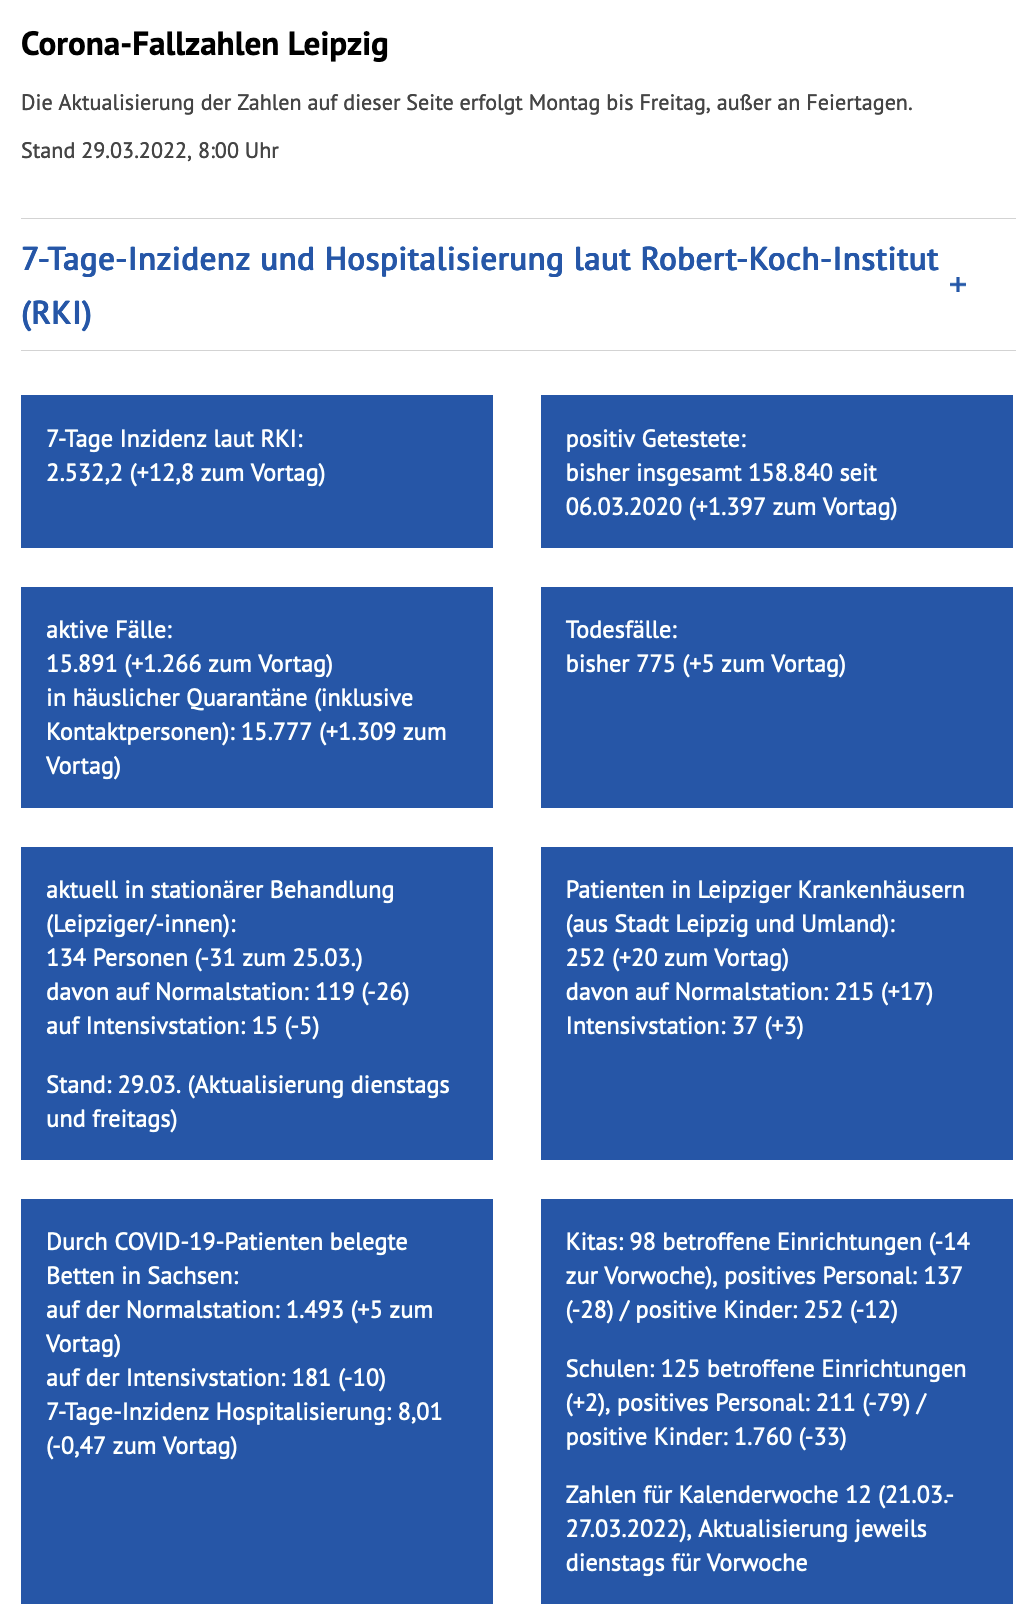 Corona-Fallzahlen Leipzig
Die Aktualisierung der Zahlen auf dieser Seite erfolgt Montag bis Freitag, außer an Feiertagen.
Stand 29.03.2022, 8:00 Uhr
7-Tage-Inzidenz und Hospitalisierung laut Robert-Koch-Institut
(RKI)
+
7-Tage Inzidenz laut RKI:
2.532,2 (+12,8 zum Vortag)
positiv Getestete:
bisher insgesamt 158.840 seit
06.03.2020 (+1.397 zum Vortag)
aktive Fälle:
15.891 (+1.266 zum Vortag)
in häuslicher Quarantäne (inklusive
Kontaktpersonen): 15.777 (+1.309 zum
Vortag)
Todesfälle:
bisher 775 (+5 zum Vortag)
aktuell in stationärer Behandlung
(Leipziger/-innen):
134 Personen (-31 zum 25.03.)
davon auf Normalstation: 119 (-26)
auf Intensivstation: 15 (-5)
Stand: 29.03. (Aktualisierung dienstags
und freitags)
Patienten in Leipziger Krankenhäusern
(aus Stadt Leipzig und Umland):
252 (+20 zum Vortag)
davon auf Normalstation: 215 (+17)
Intensivstation: 37 (+3)
Durch COVID-19-Patienten belegte
Betten in Sachsen:
auf der Normalstation: 1.493 (+5 zum
Vortag)
auf der Intensivstation: 181 (-10)
7-Tage-Inzidenz Hospitalisierung: 8,01
(-0,47 zum Vortag)
Kitas: 98 betroffene Einrichtungen (-14
zur Vorwoche), positives Personal: 137
(-28) / positive Kinder: 252 (-12)
Schulen: 125 betroffene Einrichtungen
(+2), positives Personal: 211 (-79) /
positive Kinder: 1.760 (-33)
Zahlen für Kalenderwoche 12 (21.03.-
27.03.2022), Aktualisierung jeweils
dienstags für Vorwoche